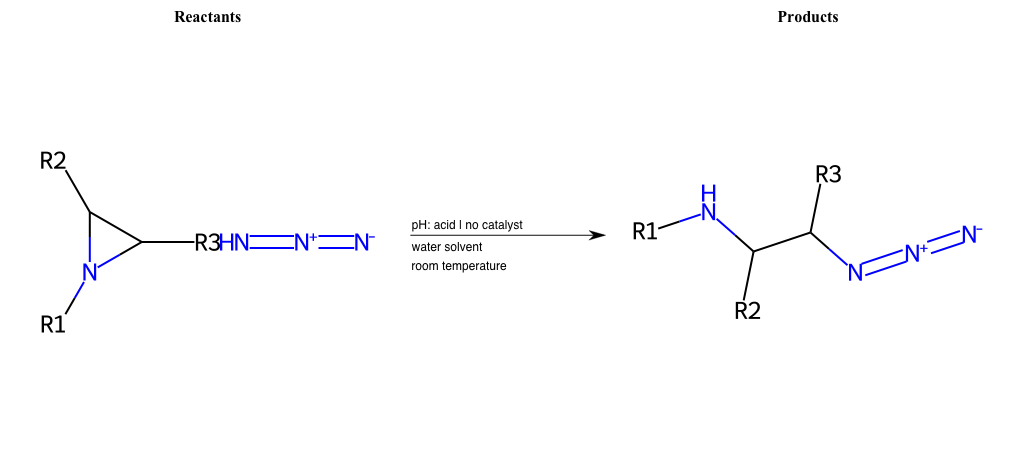 Reactants
Products
R2
R3
HN N+ N-
N
R1
pH: acid | no catalyst
water solvent
room temperature
R3
H
N
R1
N N+ N-
R2